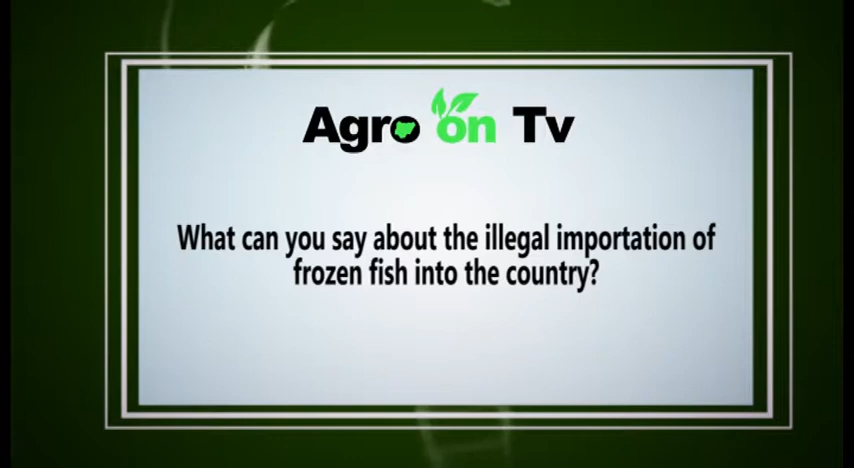 Agro on Tv
What can you say about the illegal importation of
frozen fish into the country?